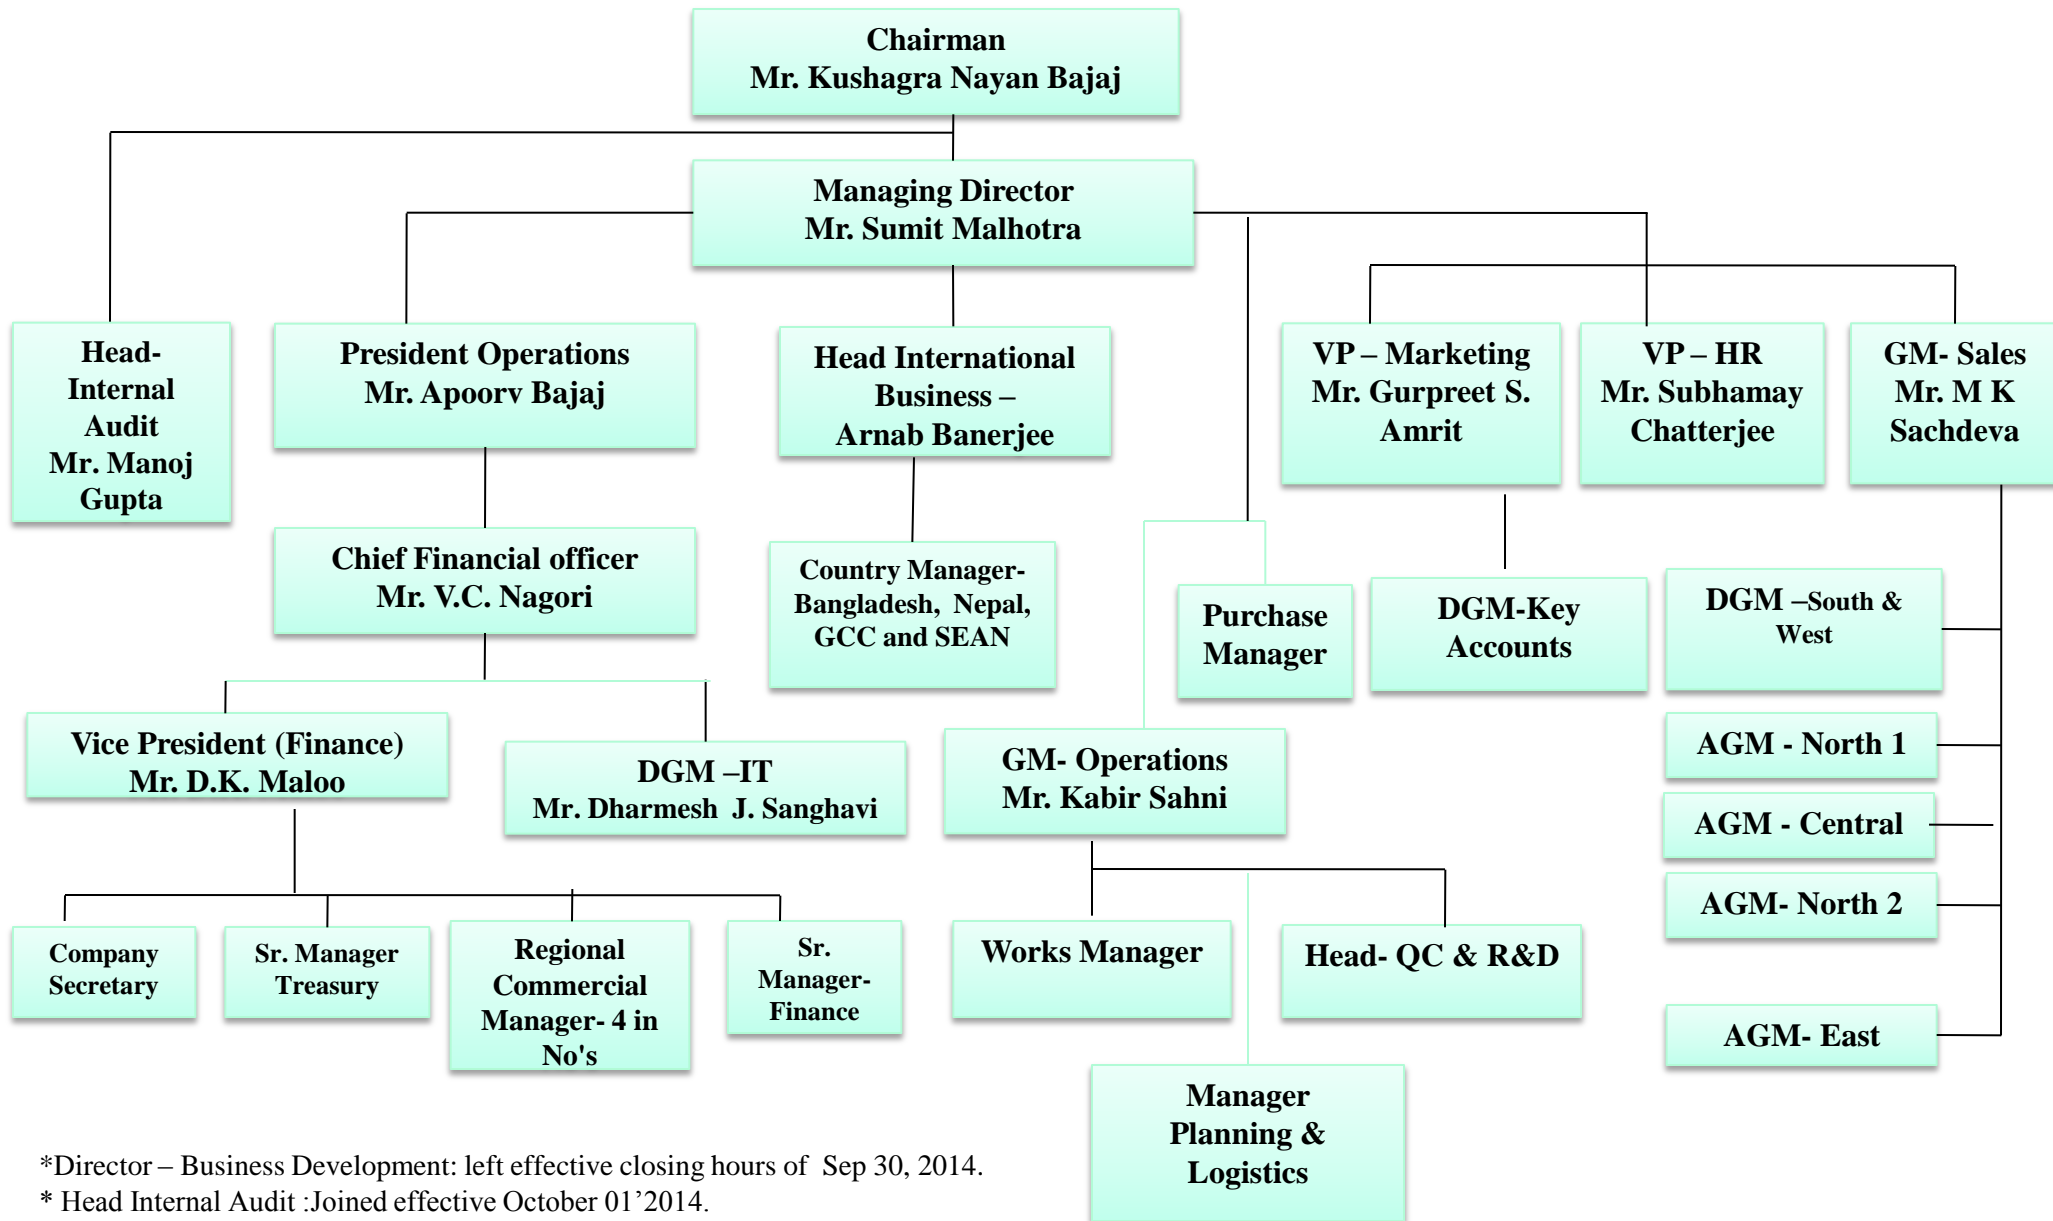 Chairman
Mr. Kushagra Nayan Bajaj
Managing Director
Mr. Sumit Malhotra
Head-
Internal
Audit
Mr. Manoj
Gupta
President Operations
Mr. Apoorv Bajaj
Head International
Business –
Arnab Banerjee
VP – Marketing
Mr. Gurpreet S.
Amrit
VP – HR
Mr. Subhamay
Chatterjee
GM- Sales
Mr. M K
Sachdeva
Chief Financial officer
Mr. V.C. Nagori
Country Manager-
Bangladesh, Nepal,
GCC and SEAN
Purchase
Manager
DGM-Key
Accounts
DGM –South &
West
Vice President (Finance)
Mr. D.K. Maloo
DGM –IT
Mr. Dharmesh J. Sanghavi
GM- Operations
Mr. Kabir Sahni
AGM - North 1
AGM - Central
AGM- North 2
AGM- East
Company
Secretary
Sr. Manager
Treasury
Regional
Commercial
Manager- 4 in
No's
Sr.
Manager-
Finance
Works Manager
Head- QC & R&D
Manager
Planning &
Logistics
*Director – Business Development: left effective closing hours of Sep 30, 2014.
* Head Internal Audit :Joined effective October 01’2014.